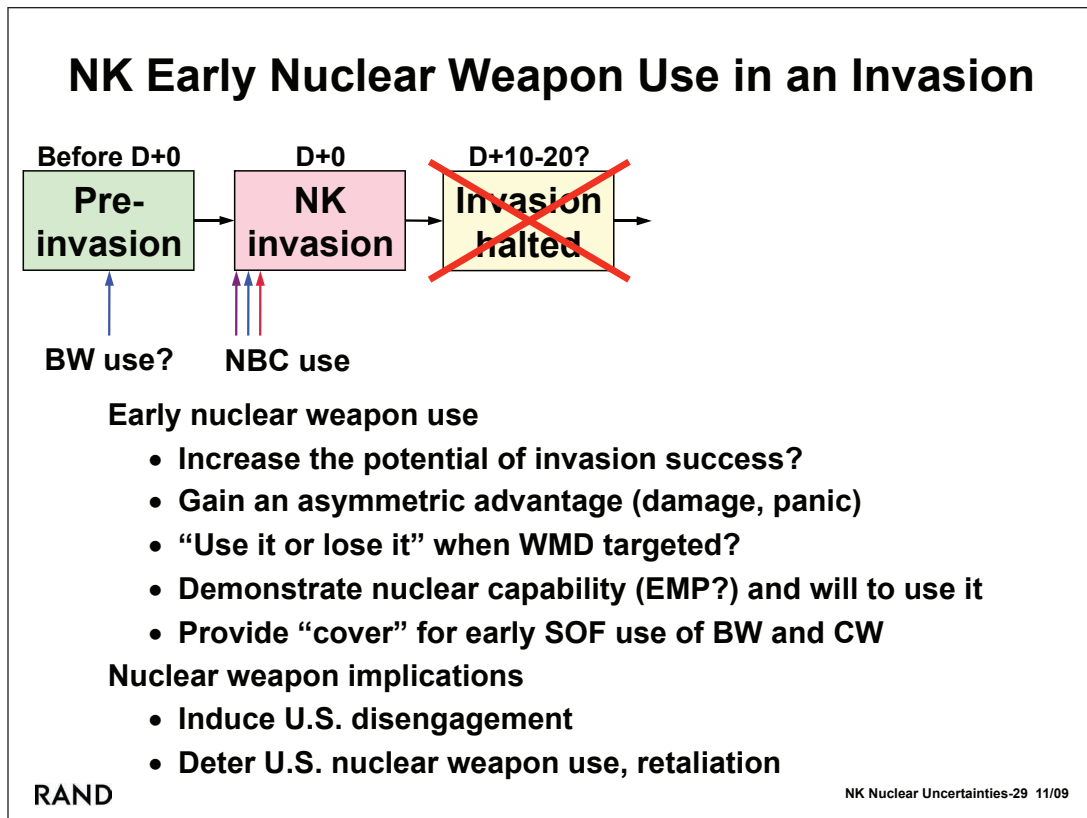 NK Early Nuclear Weapon Use in an Invasion
Before D+0
D+0
D+10-20?
Pre-
invasion
NK
invasion
Invasion
halted
BW use?
NBC use
Early nuclear weapon use
• Increase the potential of invasion success?
• Gain an asymmetric advantage (damage, panic)
• “Use it or lose it” when WMD targeted?
• Demonstrate nuclear capability (EMP?) and will to use it
• Provide “cover” for early SOF use of BW and CW
Nuclear weapon implications
• Induce U.S. disengagement
• Deter U.S. nuclear weapon use, retaliation
RAND
NK Nuclear Uncertainties-29 11/09